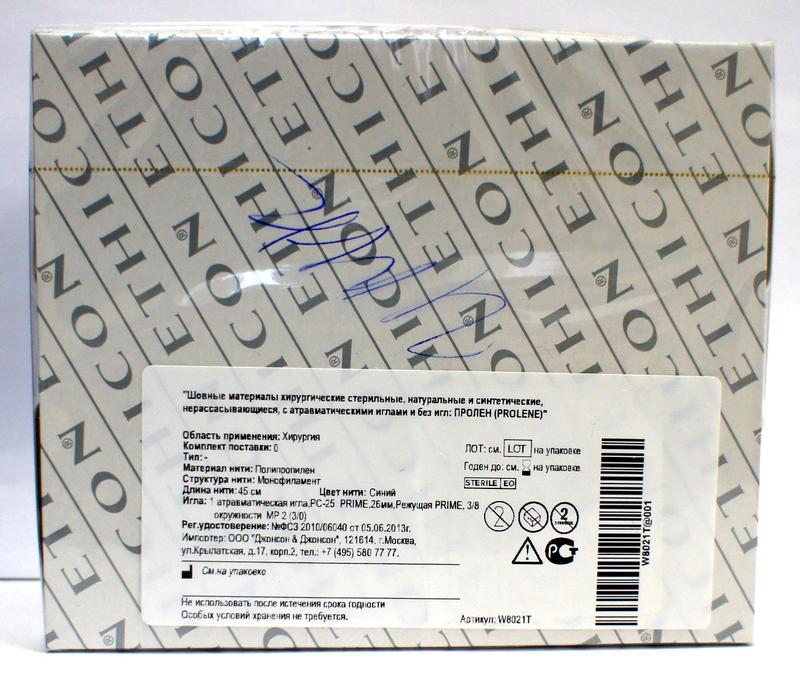 ETHICON®
"Шовные материалы хирургические стерильные, натуральные и синтетические,
нерассасывающиеся, с атравматическими иглами и без игл: ПРОЛЕН (PROLENE)"
Область применения: Хирургия
Комплект поставки: 0
Тип: -
Материал нити: Полипропилен
Структура нити: Монофиламент
Длина нити: 45 см Цвет нити: Синий
Игла: 1 атравматическая игла,PC-25 PRIME,26мм,Режущая PRIME, 3/8
окружности MP 2 (3/0)
Рег.удостоверение: №ФСЗ 2010/06040 от 05.06.2013г.
Импортер: ООО "Джонсон & Джонсон", 121614, г.Москва,
ул.Крылатская, д.17, корп.2, тел.: +7 (495) 580 77 77.
См.на упаковке
Не использовать после истечения срока годности
Особых условий хранения не требуется.
Артикул: W8021T
ЛОТ: см. LOT на упаковке
Годен до: см. на упаковке
STERILE EO
2
2
РСТ
W8021T@001